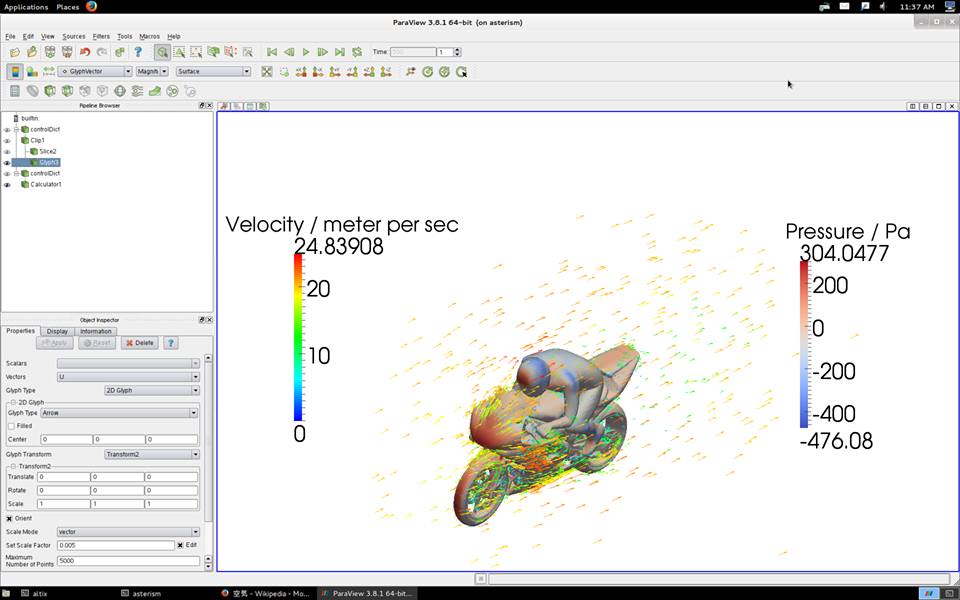 Applications Places 11:37 AM
ParaView 3.8.1 64-bit (on asterism)
File Edit View Sources Filters Tools Macros Help
Time: 1
GlyphVector Magnit Surface
Pipeline Browser
builtin:
controlDict
Clip1
Slice2
Glyph3
controlDict
Calculator1
Object Inspector
Properties Display Information
Apply Reset Delete ?
Scalars
Vectors U
Glyph Type 2D Glyph
2D Glyph
Glyph Type Arrow
Filled
Center 0 0 0
Glyph Transform Transform2
Transform2
Translate 0 0 0
Rotate 0 0 0
Scale 1 1 1
Orient
Scale Mode vector
Set Scale Factor 0.005 Edit
Maximum
Number of Points 5000
Velocity / meter per sec
24.83908
20
10
0
Pressure / Pa
304.0477
200
0
-200
-400
-476.08
altix asterism 空気 - Wikipedia - Mo... ParaView 3.8.1 64-bit...